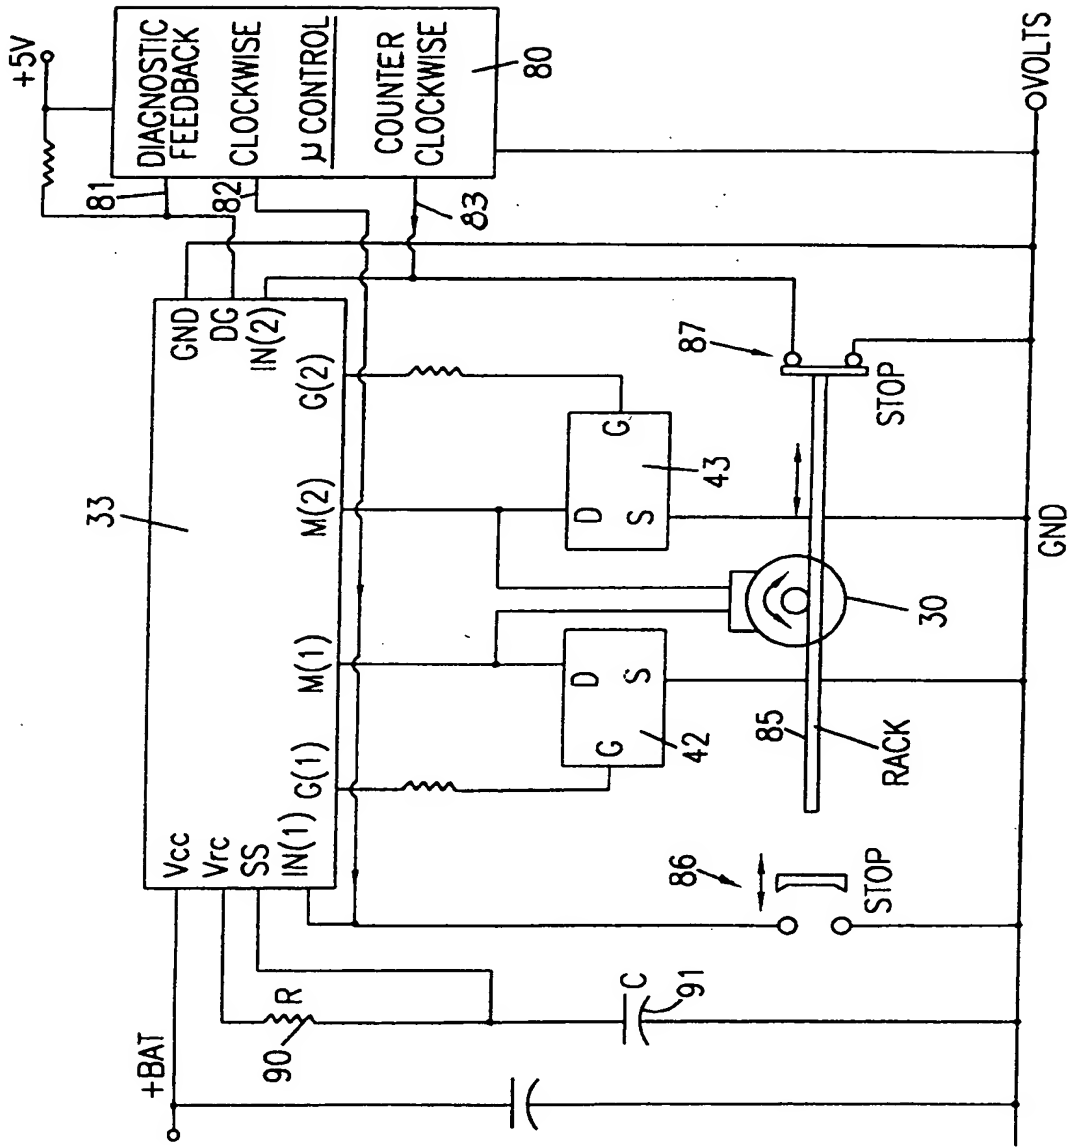 +5V
DIAGNOSTIC
FEEDBACK
CLOCKWISE
μ CONTROL
COUNTER
CLOCKWISE
80
81
82
83
33
Vcc
Vrc
SS
IN(1)
G(1)
M(1)
M(2)
G(2)
GND
DG
IN(2)
+BAT
R
90
C
91
86
STOP
G
D
S
42
D
S
G
43
85
RACK
30
87
STOP
GND
VOLTS